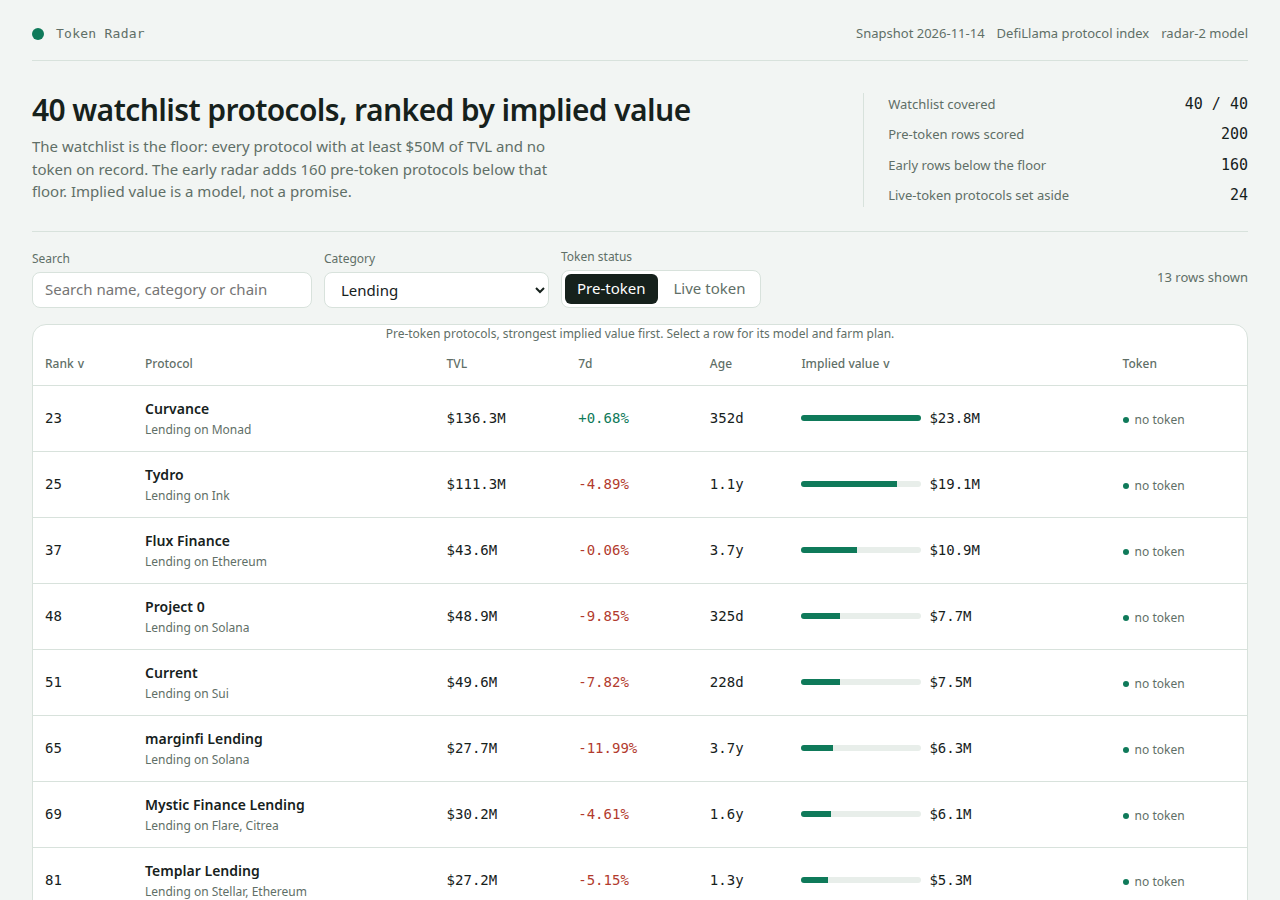 Token Radar
Snapshot 2026-11-14 DefiLlama protocol index radar-2 model
40 watchlist protocols, ranked by implied value
The watchlist is the floor: every protocol with at least $50M of TVL and no
token on record. The early radar adds 160 pre-token protocols below that
floor. Implied value is a model, not a promise.
Watchlist covered 40 / 40
Pre-token rows scored 200
Early rows below the floor 160
Live-token protocols set aside 24
Search
Category
Token status
Search name, category or chain
Lending
Pre-token
Live token
13 rows shown
Pre-token protocols, strongest implied value first. Select a row for its model and farm plan.
Rank v Protocol TVL 7d Age Implied value v Token
23 Curvance $136.3M +0.68% 352d $23.8M no token
Lending on Monad
25 Tydro $111.3M -4.89% 1.1y $19.1M no token
Lending on Ink
37 Flux Finance $43.6M -0.06% 3.7y $10.9M no token
Lending on Ethereum
48 Project 0 $48.9M -9.85% 325d $7.7M no token
Lending on Solana
51 Current $49.6M -7.82% 228d $7.5M no token
Lending on Sui
65 marginfi Lending $27.7M -11.99% 3.7y $6.3M no token
Lending on Solana
69 Mystic Finance Lending $30.2M -4.61% 1.6y $6.1M no token
Lending on Flare, Citrea
81 Templar Lending $27.2M -5.15% 1.3y $5.3M no token
Lending on Stellar, Ethereum